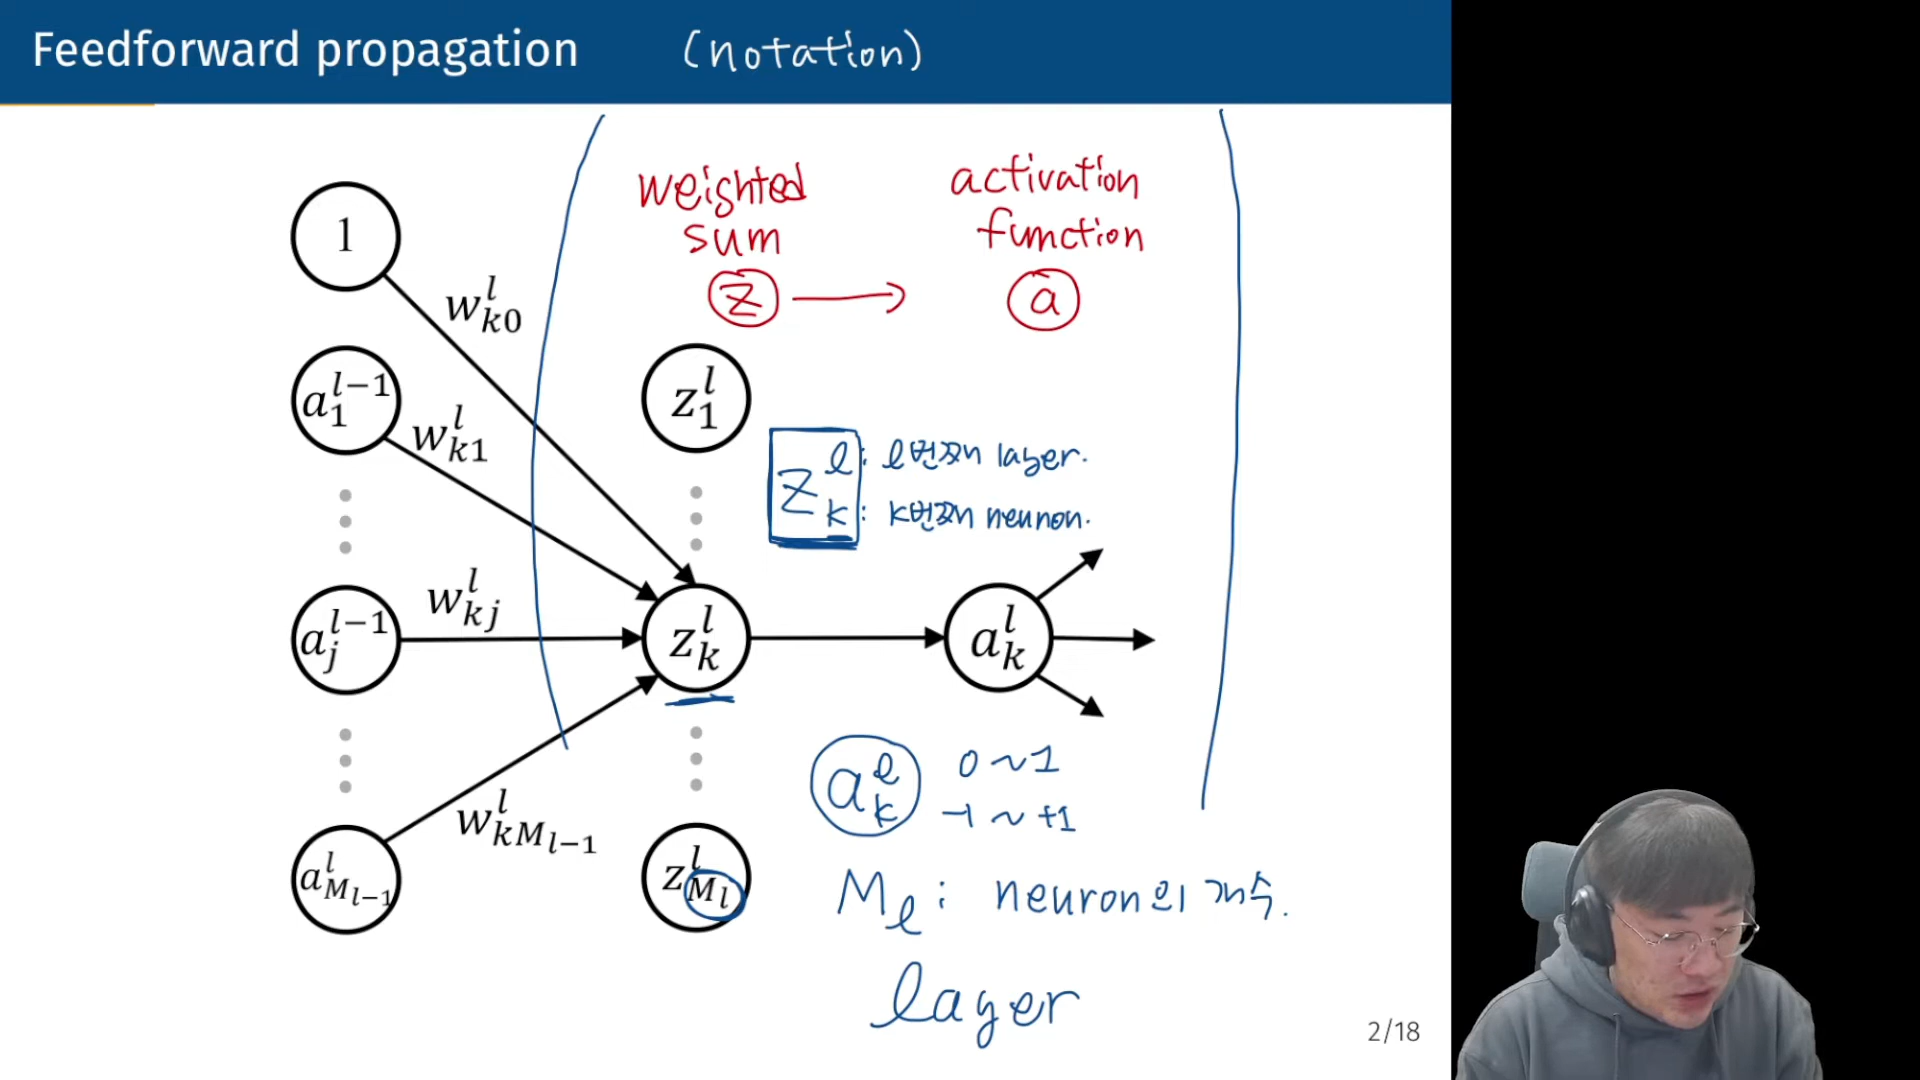 Feedforward propagation (notation)
weighted
sum
z
activation
function
a
1
w^l_{k0}
a^{l-1}_1
w^l_{k1}
z^l_1
z^l_k
l: l번째 layer.
k: k번째 neuron.
a^{l-1}_j
w^l_{kj}
z^l_k
a^l_k
a^l_k
0 ~ 1
-1 ~ +1
w^l_{kM_{l-1}}
a^l_{M_{l-1}}
z^l_{M_l}
M_l: neuron의 개수.
layer
2/18